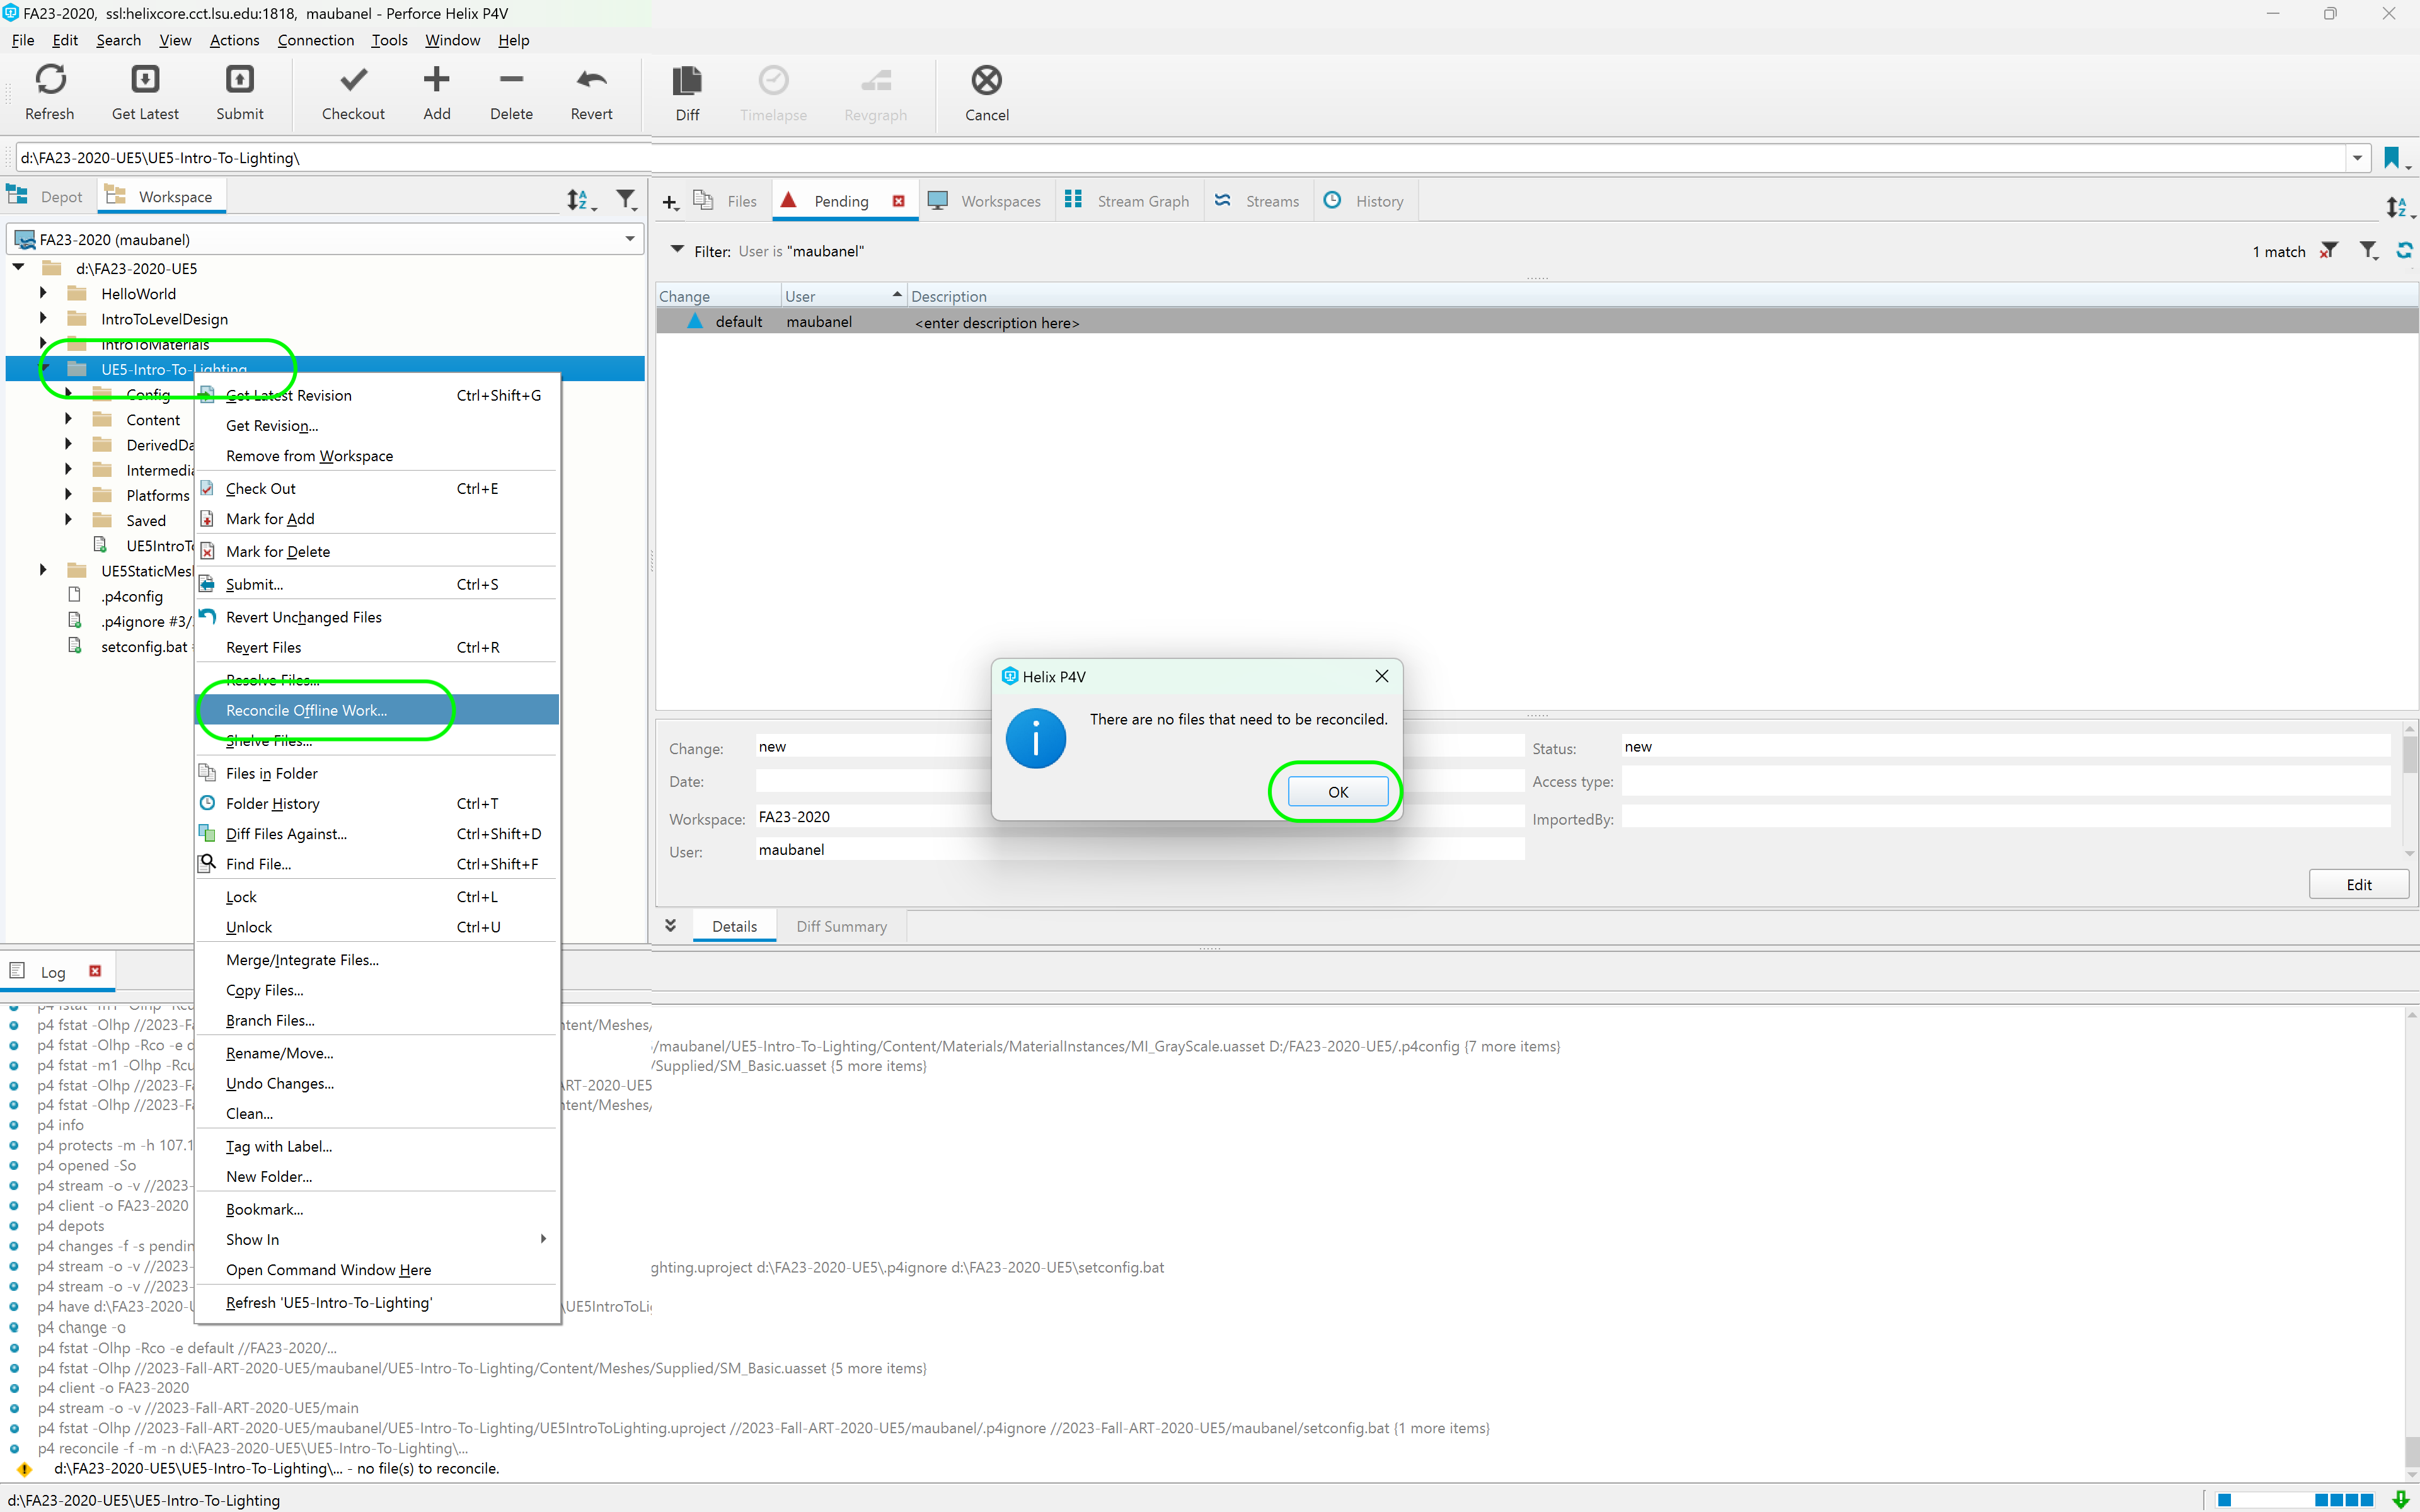 FA23-2020, ssl:helixcore.cct.lsu.edu:1818, maubanel - Perforce Helix P4V
File Edit Search View Actions Connection Tools Window Help
Refresh Get Latest Submit Checkout Add Delete Revert Diff Timelapse Revgraph Cancel
d:\FA23-2020-UE5\UE5-Intro-To-Lighting\
Depot Workspace
Files Pending Workspaces Stream Graph Streams History
FA23-2020 (maubanel)
Filter: User is "maubanel"
1 match
d:\FA23-2020-UE5
HelloWorld
IntroToLevelDesign
IntroToMaterials
UE5-Intro-To-Lighting
Config
Content
DerivedDa
Intermedia
Platforms
Saved
UE5IntroTo
UE5StaticMesh
.p4config
.p4ignore #3/
setconfig.bat
Change User Description
default maubanel <enter description here>
Get Latest Revision Ctrl+Shift+G
Get Revision...
Remove from Workspace
Check Out Ctrl+E
Mark for Add
Mark for Delete
Submit... Ctrl+S
Revert Unchanged Files
Revert Files Ctrl+R
Resolve Files...
Reconcile Offline Work...
Shelve Files...
Files in Folder
Folder History Ctrl+T
Diff Files Against... Ctrl+Shift+D
Find File... Ctrl+Shift+F
Lock Ctrl+L
Unlock Ctrl+U
Merge/Integrate Files...
Copy Files...
Branch Files...
Rename/Move...
Undo Changes...
Clean...
Tag with Label...
New Folder...
Bookmark...
Show In
Open Command Window Here
Refresh 'UE5-Intro-To-Lighting'
Helix P4V
There are no files that need to be reconciled.
OK
Change: new
Status: new
Date:
Access type:
Workspace: FA23-2020
ImportedBy:
User: maubanel
Edit
Details Diff Summary
Log
p4 fstat -Olhp //2023-F tent/Meshes/
p4 fstat -Olhp -Rco -e d /maubanel/UE5-Intro-To-Lighting/Content/Materials/MaterialInstances/MI_GrayScale.uasset D:/FA23-2020-UE5/.p4config {7 more items}
p4 fstat -m1 -Olhp -Rcu /Supplied/SM_Basic.uasset {5 more items}
p4 fstat -Olhp //2023-F RT-2020-UE5
p4 fstat -Olhp //2023-F tent/Meshes/
p4 info
p4 protects -m -h 107.1
p4 opened -So
p4 stream -o -v //2023-
p4 client -o FA23-2020
p4 depots
p4 changes -f -s pendin
p4 stream -o -v //2023- ghting.uproject d:\FA23-2020-UE5\.p4ignore d:\FA23-2020-UE5\setconfig.bat
p4 stream -o -v //2023-
p4 have d:\FA23-2020-U \UE5IntroToLi
p4 change -o
p4 fstat -Olhp -Rco -e default //FA23-2020/...
p4 fstat -Olhp //2023-Fall-ART-2020-UE5/maubanel/UE5-Intro-To-Lighting/Content/Meshes/Supplied/SM_Basic.uasset {5 more items}
p4 client -o FA23-2020
p4 stream -o -v //2023-Fall-ART-2020-UE5/main
p4 fstat -Olhp //2023-Fall-ART-2020-UE5/maubanel/UE5-Intro-To-Lighting/UE5IntroToLighting.uproject //2023-Fall-ART-2020-UE5/maubanel/.p4ignore //2023-Fall-ART-2020-UE5/maubanel/setconfig.bat {1 more items}
p4 reconcile -f -m -n d:\FA23-2020-UE5\UE5-Intro-To-Lighting\...
d:\FA23-2020-UE5\UE5-Intro-To-Lighting\... - no file(s) to reconcile.
d:\FA23-2020-UE5\UE5-Intro-To-Lighting